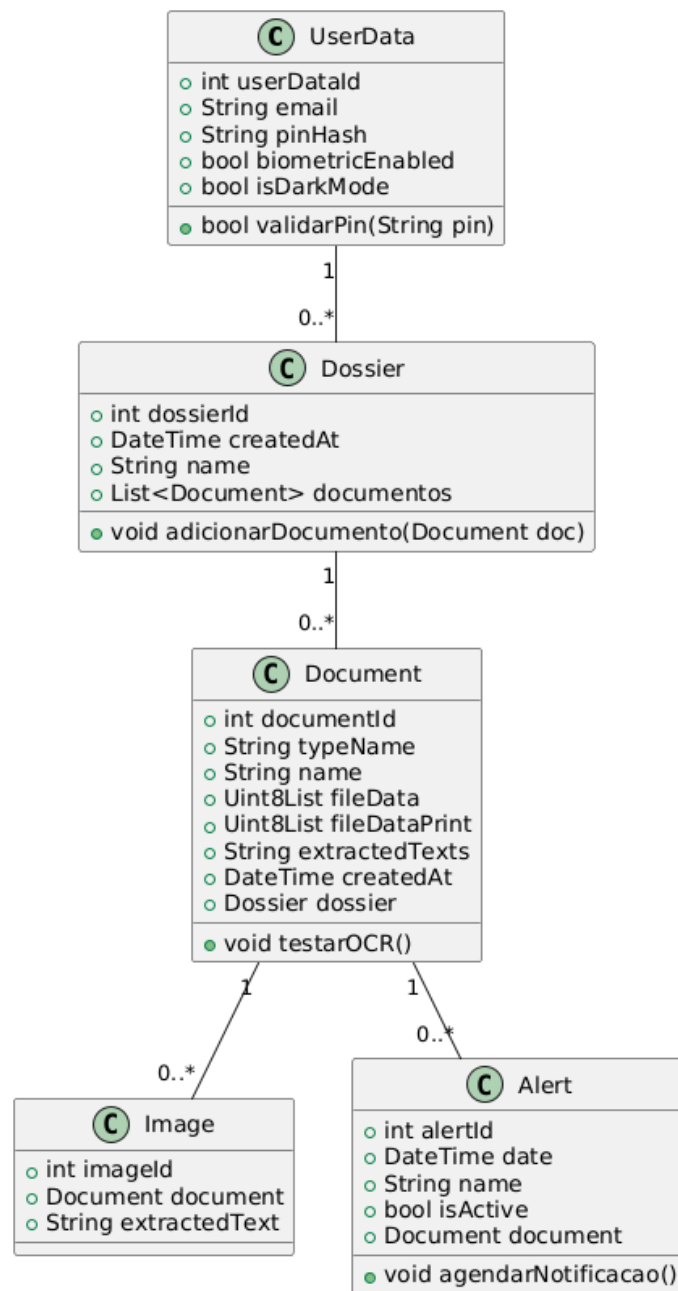 C UserData
int userDataId
String email
String pinHash
bool biometricEnabled
bool isDarkMode
bool validarPin(String pin)
1
0..*
C Dossier
int dossierId
DateTime createdAt
String name
List<Document> documentos
void adicionarDocumento(Document doc)
1
0..*
C Document
int documentId
String typeName
String name
Uint8List fileData
Uint8List fileDataPrint
String extractedTexts
DateTime createdAt
Dossier dossier
void testarOCR()
1
0..*
C Image
int imageId
Document document
String extractedText
1
0..*
C Alert
int alertId
DateTime date
String name
bool isActive
Document document
void agendarNotificacao()